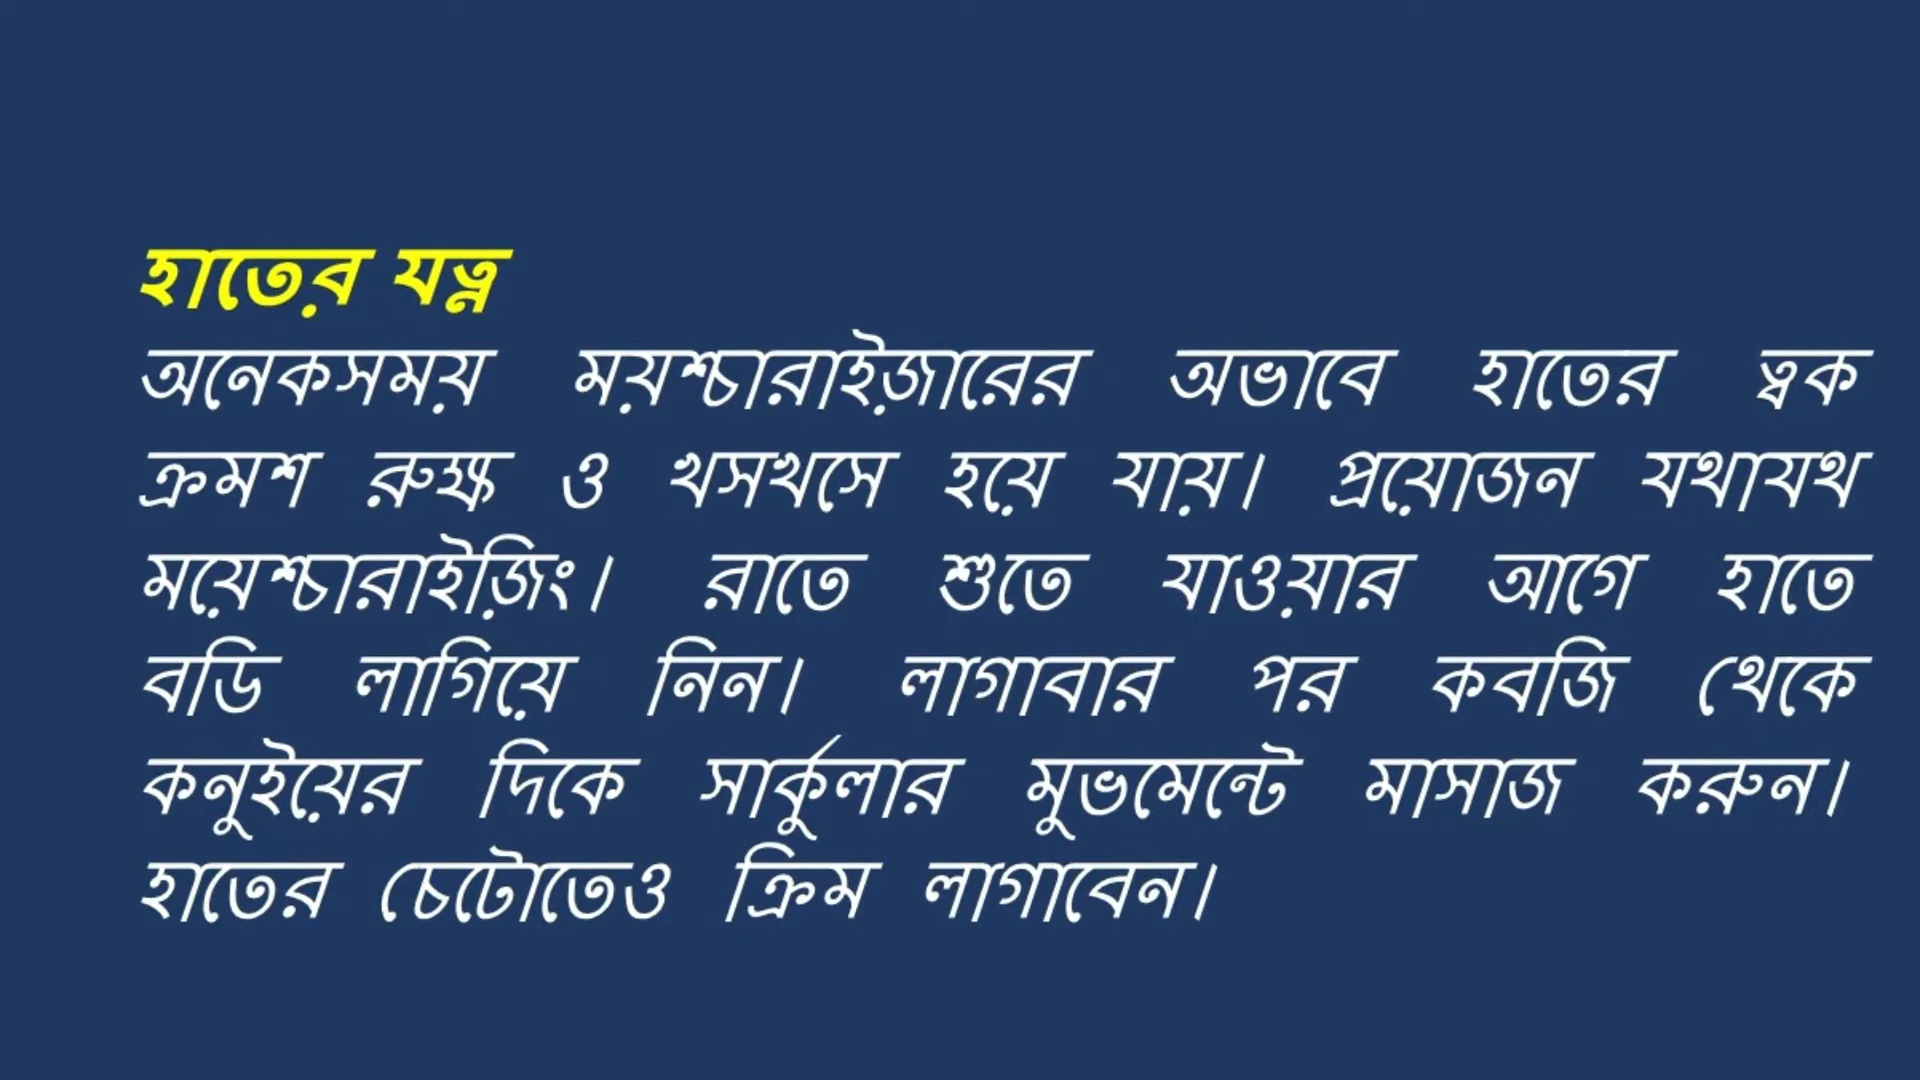 হাতের যত্ন
অনেকসময় ময়শ্চারাইজ়ারের অভাবে হাতের ত্বক
ক্রমশ রুক্ষ ও খসখসে হয়ে যায়। প্রয়োজন যথাযথ
ময়েশ্চারাইজ়িং। রাতে শুতে যাওয়ার আগে হাতে
বডি লাগিয়ে নিন। লাগাবার পর কবজি থেকে
কনুইয়ের দিকে সার্কুলার মুভমেন্টে মাসাজ করুন।
হাতের চেটোতেও ক্রিম লাগাবেন।